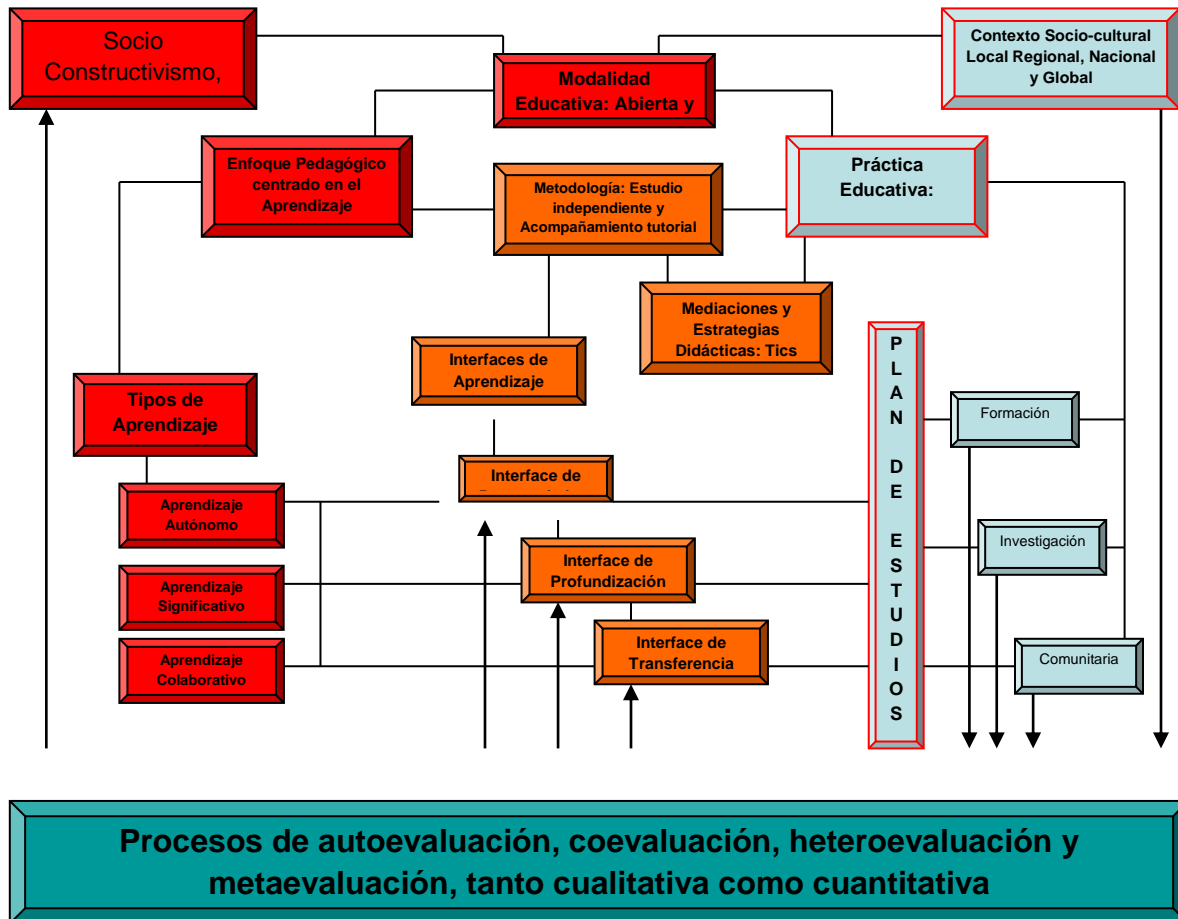 Socio
Constructivismo,
Modalidad
Educativa: Abierta y
Contexto Socio-cultural
Local Regional, Nacional
y Global
Enfoque Pedagógico
centrado en el
Aprendizaje
Metodología: Estudio
independiente y
Acompañamiento tutorial
Práctica
Educativa:
Mediaciones y
Estrategias
Didácticas: Tics
Interfaces de
Aprendizaje
Tipos de
Aprendizaje
Interface de
Aprendizaje
Autónomo
Interface de
Profundización
Aprendizaje
Significativo
Interface de
Transferencia
Aprendizaje
Colaborativo
PLAN DE ESTUDIOS
Formación
Investigación
Comunitaria
Procesos de autoevaluación, coevaluación, heteroevaluación y
metaevaluación, tanto cualitativa como cuantitativa